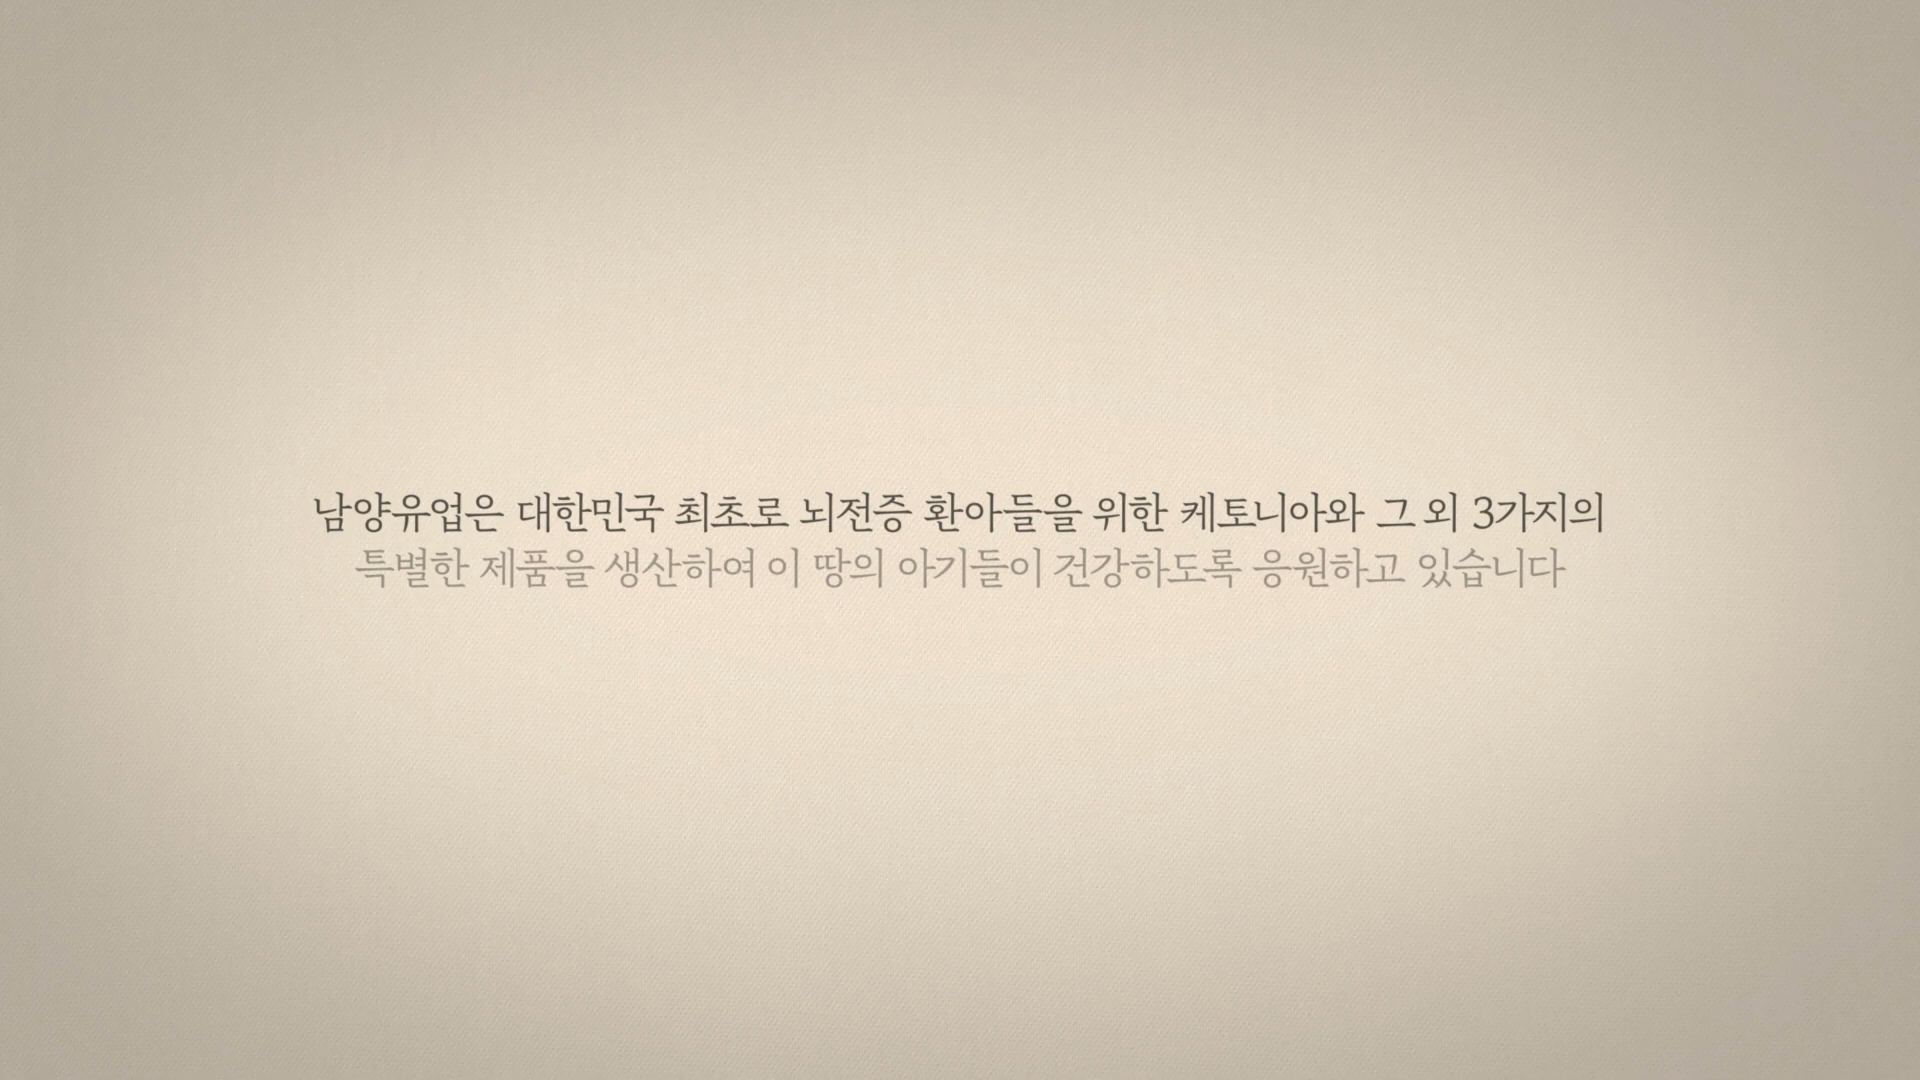 남양유업은 대한민국 최초로 뇌전증 환아들을 위한 케토니아와 그 외 3가지의
특별한 제품을 생산하여 이 땅의 아기들이 건강하도록 응원하고 있습니다